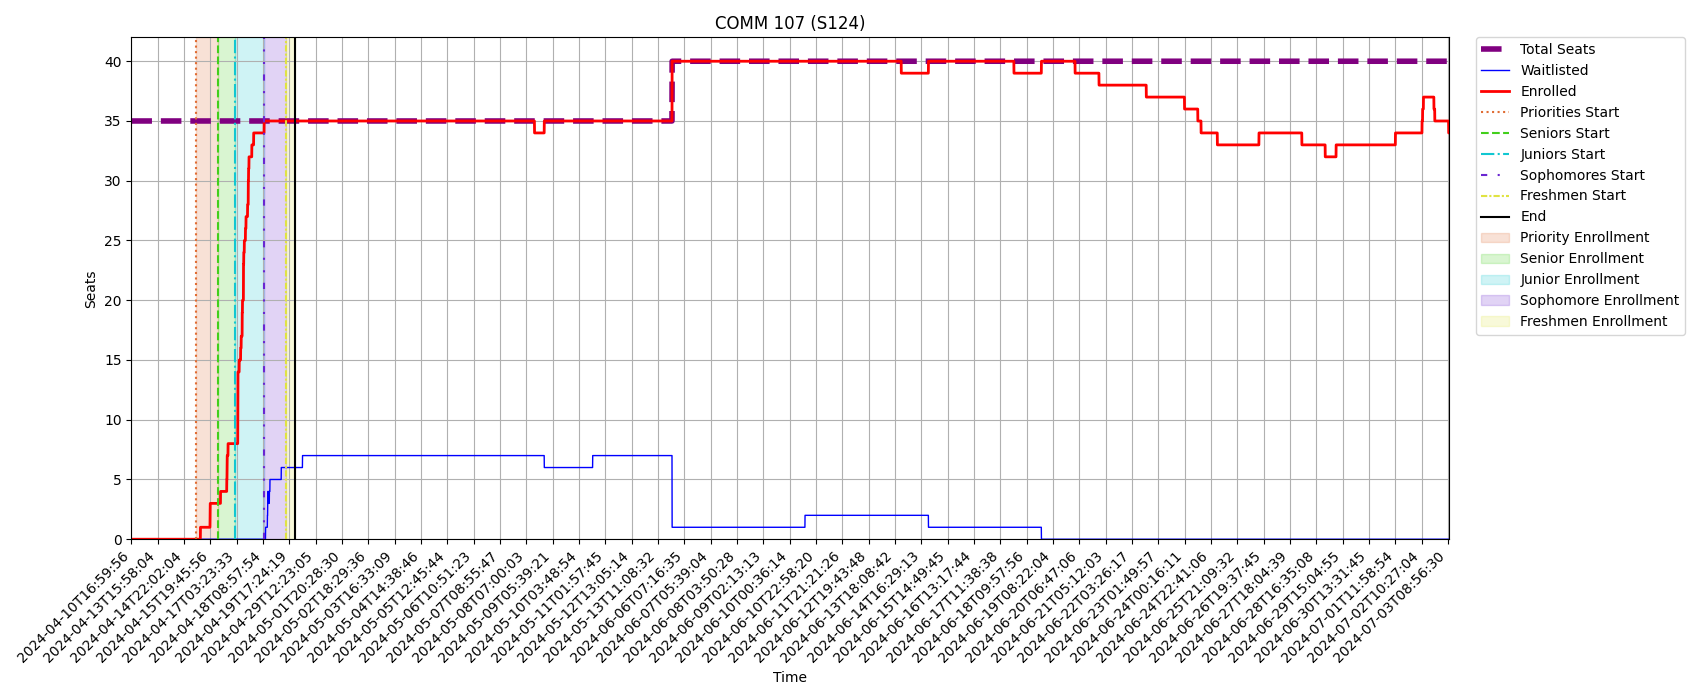 COMM 107 (S124)
Total Seats
Waitlisted
Enrolled
Priorities Start
Seniors Start
Juniors Start
Sophomores Start
Freshmen Start
End
Priority Enrollment
Senior Enrollment
Junior Enrollment
Sophomore Enrollment
Freshmen Enrollment
Seats
40
35
30
25
20
15
10
5
0
2024-04-10T16:59:56
2024-04-13T15:58:04
2024-04-14T22:02:04
2024-04-15T19:45:56
2024-04-17T03:23:33
2024-04-18T08:57:54
2024-04-19T17:24:19
2024-04-29T12:23:05
2024-05-01T20:28:30
2024-05-02T18:29:36
2024-05-03T16:33:09
2024-05-04T14:38:46
2024-05-05T12:45:44
2024-05-06T10:51:23
2024-05-07T08:55:47
2024-05-08T07:00:03
2024-05-09T05:39:21
2024-05-10T03:48:54
2024-05-11T01:57:45
2024-05-12T13:05:14
2024-05-13T11:08:32
2024-06-06T07:16:35
2024-06-07T05:39:04
2024-06-08T03:50:28
2024-06-09T02:13:13
2024-06-10T00:36:14
2024-06-10T22:58:20
2024-06-11T21:21:26
2024-06-12T19:43:48
2024-06-13T18:08:42
2024-06-14T16:29:13
2024-06-15T14:49:45
2024-06-16T13:17:44
2024-06-17T11:38:38
2024-06-18T09:57:56
2024-06-19T08:22:04
2024-06-20T06:47:06
2024-06-21T05:12:03
2024-06-22T03:26:17
2024-06-23T01:49:57
2024-06-24T00:16:11
2024-06-24T22:41:06
2024-06-25T21:09:32
2024-06-26T19:37:45
2024-06-27T18:04:39
2024-06-28T16:35:08
2024-06-29T15:04:55
2024-06-30T13:31:45
2024-07-01T11:58:54
2024-07-02T10:27:04
2024-07-03T08:56:30
Time